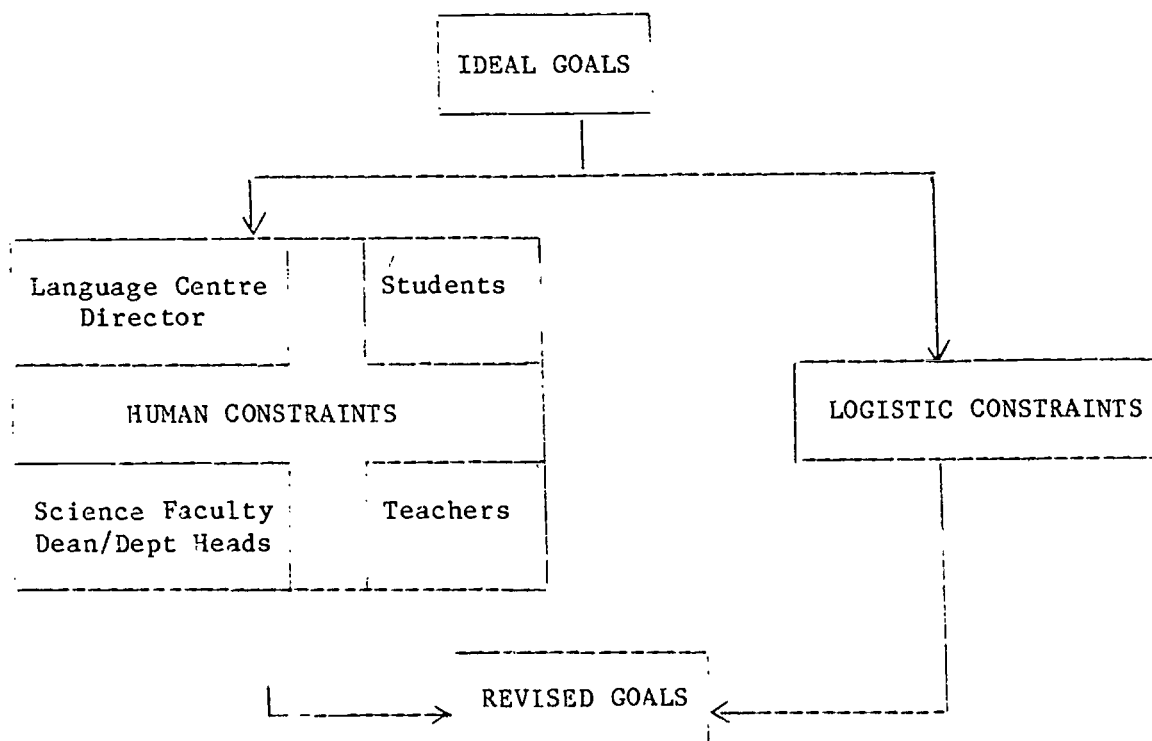 IDEAL GOALS
Language Centre
Director
Students
HUMAN CONSTRAINTS
LOGISTIC CONSTRAINTS
Science Faculty
Dean/Dept Heads
Teachers
REVISED GOALS